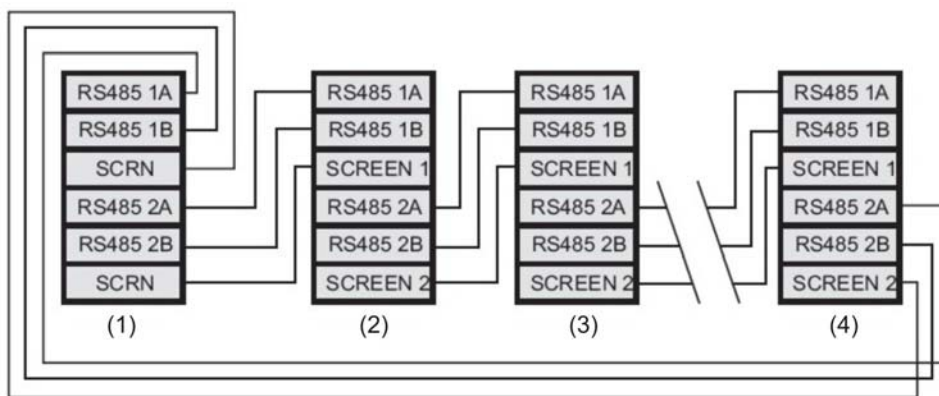 RS485 1A
RS485 1B
SCRN
RS485 2A
RS485 2B
SCRN
(1)
RS485 1A
RS485 1B
SCREEN 1
RS485 2A
RS485 2B
SCREEN 2
(2)
RS485 1A
RS485 1B
SCREEN 1
RS485 2A
RS485 2B
SCREEN 2
(3)
RS485 1A
RS485 1B
SCREEN 1
RS485 2A
RS485 2B
SCREEN 2
(4)